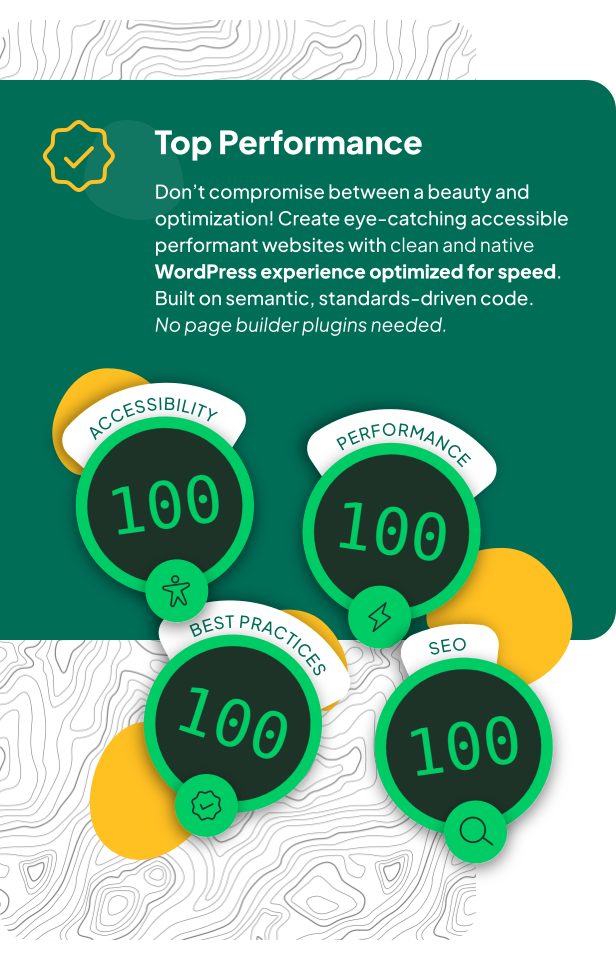 Top Performance
Don’t compromise between a beauty and
optimization! Create eye-catching accessible
performant websites with clean and native
WordPress experience optimized for speed.
Built on semantic, standards-driven code.
No page builder plugins needed.
ACCESSIBILITY
100
PERFORMANCE
100
BEST PRACTICES
100
SEO
100